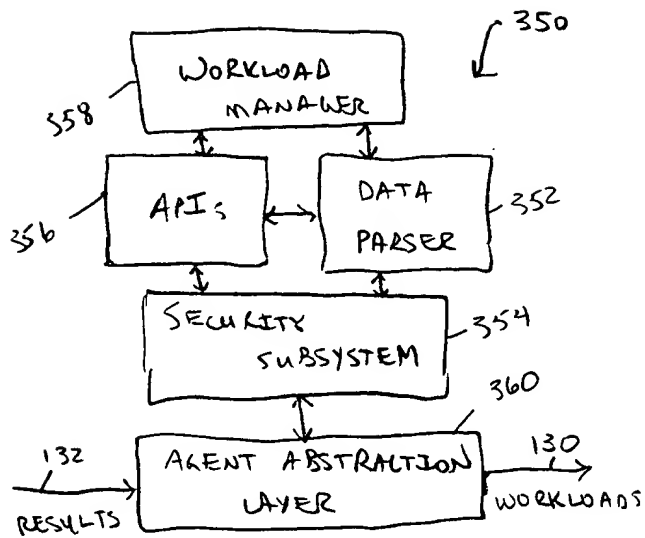 350
WORKLOAD
MANAGER
358
APIs
DATA
PARSER
352
356
SECURITY
SUBSYSTEM
354
360
132
AGENT ABSTRACTION
LAYER
130
RESULTS
WORKLOADS